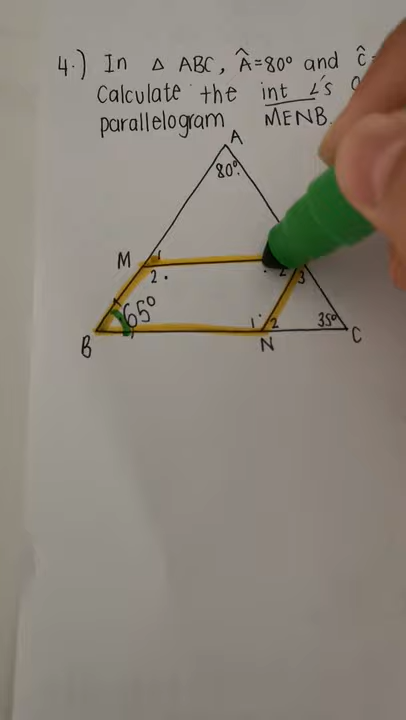 4.) In △ ABC, Â=80° and Ĉ=
Calculate the int ∠'s
parallelogram MENB.
A
80°
M 1
2 3
2
65°
1 2 35°
B N C